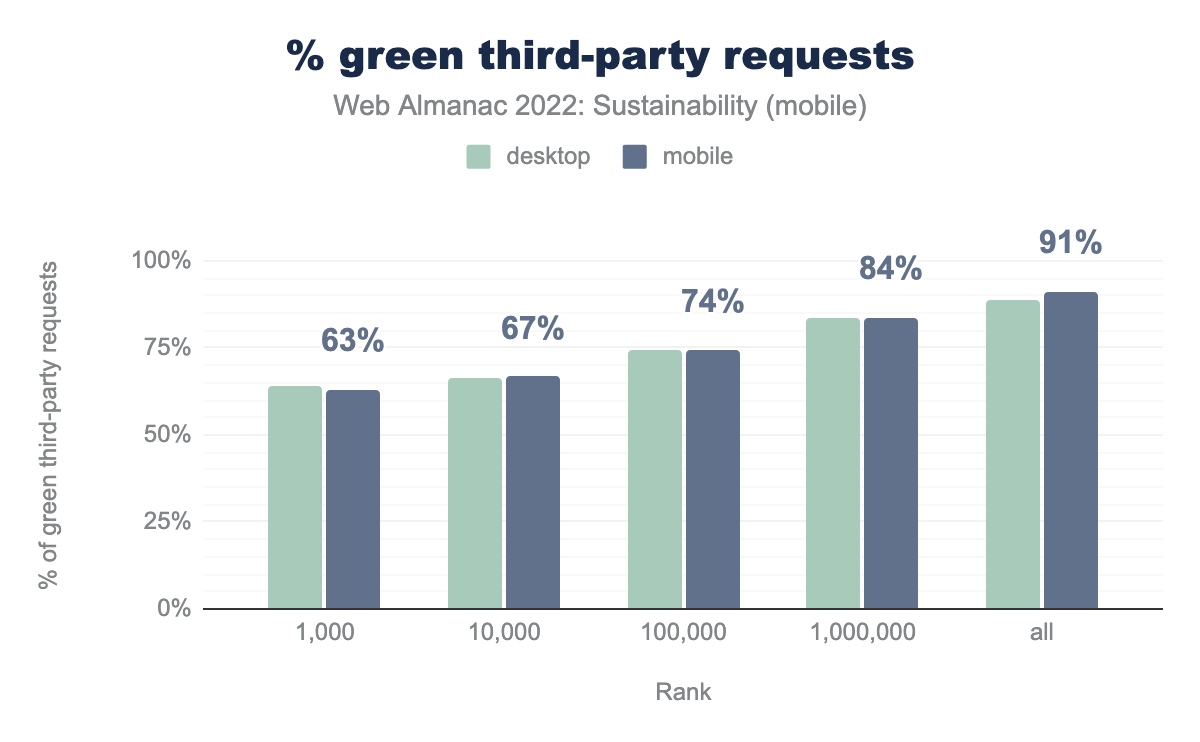 % green third-party requests
Web Almanac 2022: Sustainability (mobile)
desktop mobile
% of green third-party requests
100%
75%
50%
25%
0%
63%
67%
74%
84%
91%
1,000 10,000 100,000 1,000,000 all
Rank